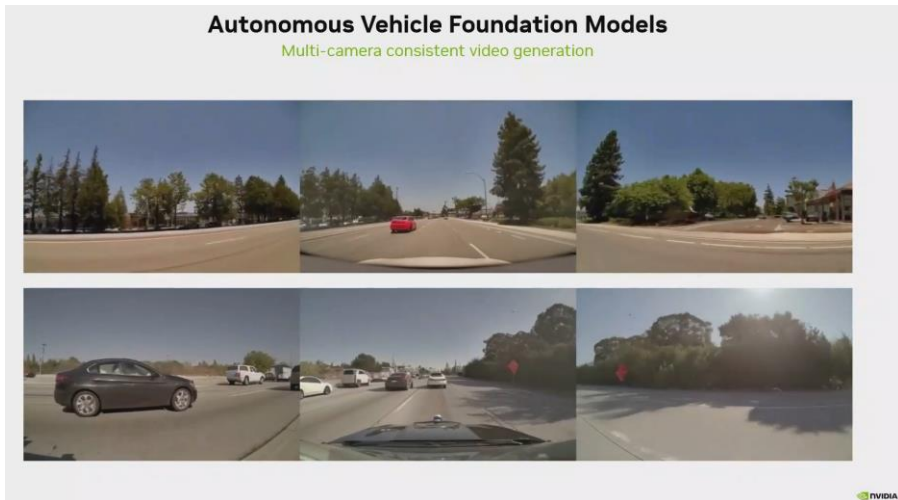 Autonomous Vehicle Foundation Models
Multi-camera consistent video generation
NVIDIA